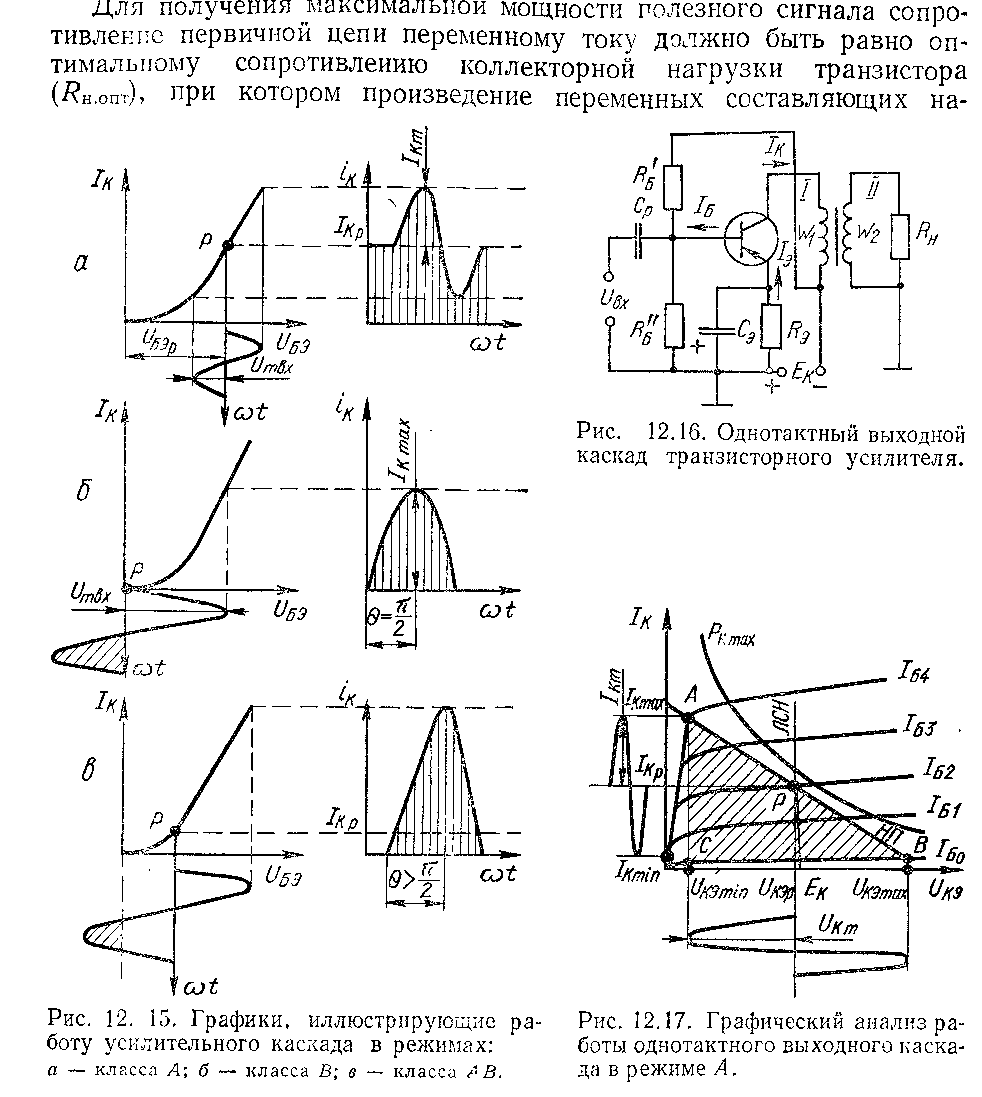 Для получения максимальной мощности полезного сигнала сопро-
тивление первичной цепи переменному току должно быть равно оп-
тимальному сопротивлению коллекторной нагрузки транзистора
(Rн.опт), при котором произведение переменных составляющих на-
Iк
iк
Iкm
Iкр
P
а
Uбэр
Uбэ
Umвх
ωt
ωt
Iк
iк
Iк max
б
P
Umвх
Uбэ
ωt
Θ=π/2
ωt
Iк
iк
в
P
Iкр
Uбэ
Θ>π/2
ωt
ωt
Рис. 12. 15. Графики, иллюстрирующие ра-
боту усилительного каскада в режимах:
а — класса А; б — класса В; в — класса АВ.
Iк
Rб'
Cр
Iб
I
II
w1
w2
Rн
Iэ
Uвх
Rб''
+
Cэ
Rэ
+
Eк
−
Рис. 12.16. Однотактный выходной
каскад транзисторного усилителя.
Iк
Pк max
Iб4
Iкm
Iкmax
A
ЛСН
Iб3
Iкр
P
Iб2
Iб1
НП
C
B
Iбо
Iкmin
Uкэmin
Uкэр
Eк
Uкэmax
Uкэ
Uкm
Рис. 12.17. Графический анализ ра-
боты однотактного выходного каска-
да в режиме А.